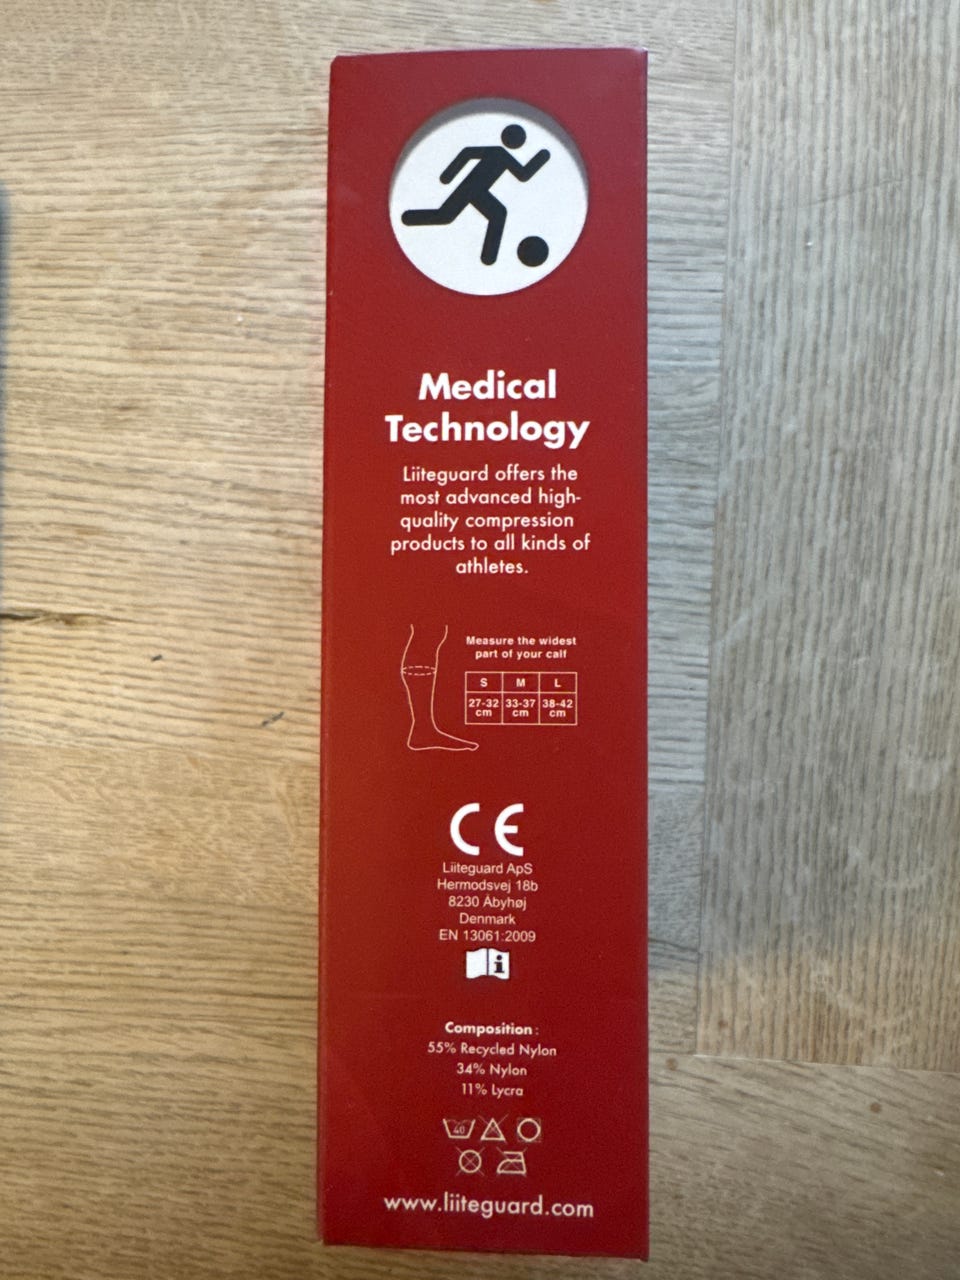 Medical
Technology
Liiteguard offers the
most advanced high-
quality compression
products to all kinds of
athletes.
Measure the widest
part of your calf
S M L
27-32 cm 33-37 cm 38-42 cm
CE
Liiteguard ApS
Hermodsvej 18b
8230 Åbyhøj
Denmark
EN 13061:2009
i
Composition:
55% Recycled Nylon
34% Nylon
11% Lycra
40
www.liiteguard.com